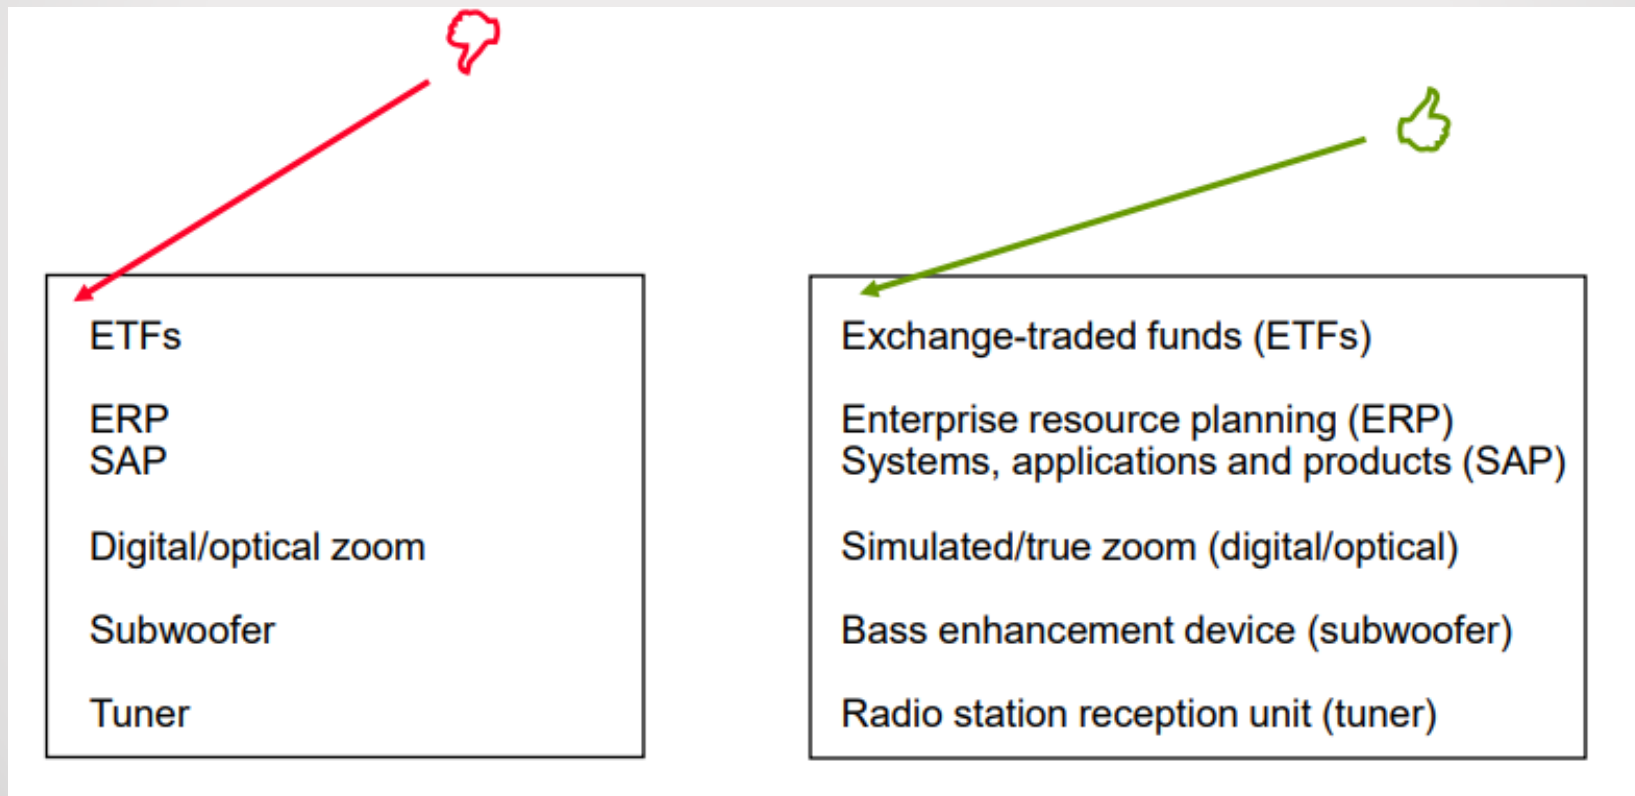 ETFs
ERP
SAP
Digital/optical zoom
Subwoofer
Tuner
Exchange-traded funds (ETFs)
Enterprise resource planning (ERP)
Systems, applications and products (SAP)
Simulated/true zoom (digital/optical)
Bass enhancement device (subwoofer)
Radio station reception unit (tuner)